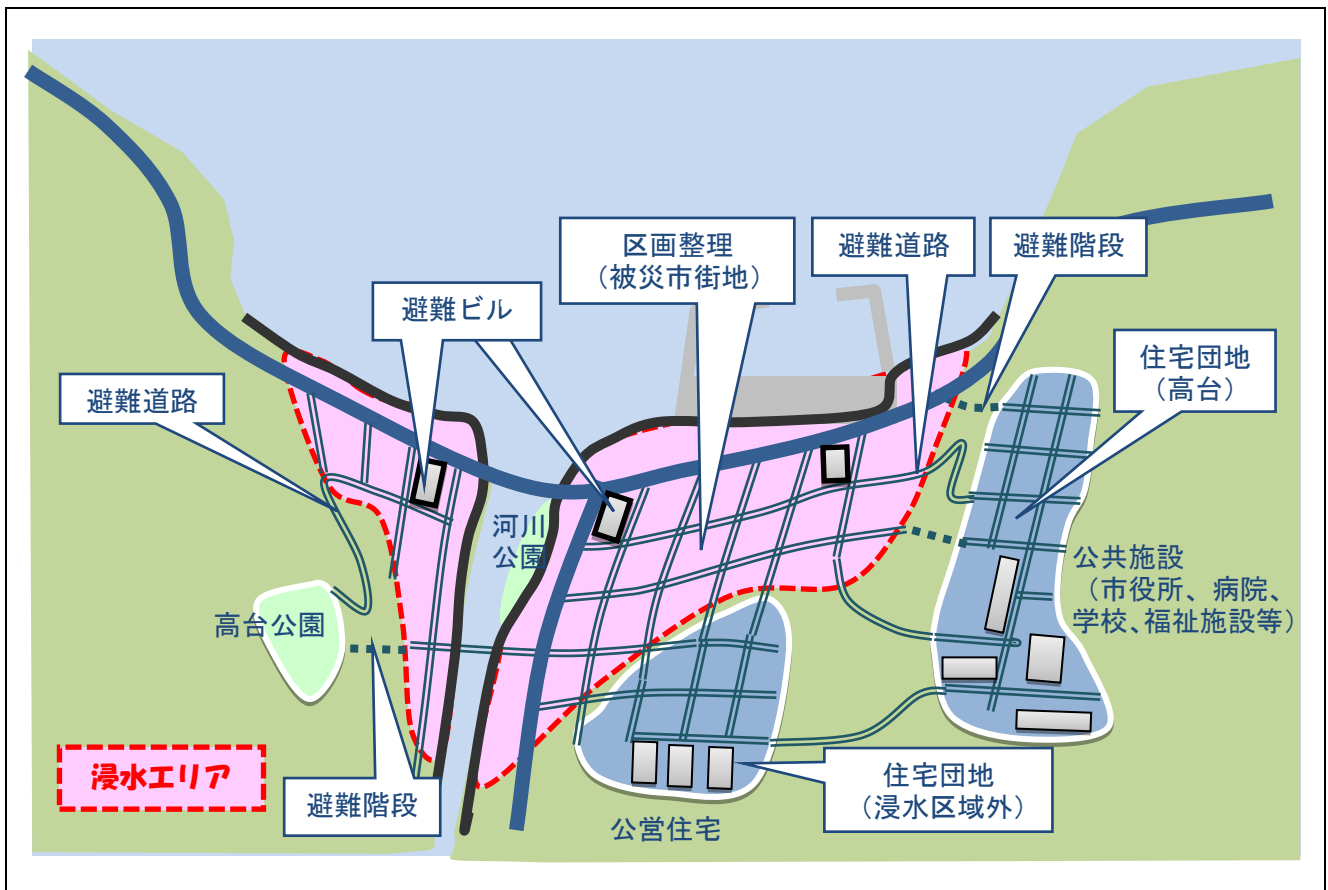 区画整理
（被災市街地）
避難道路
避難階段
避難ビル
住宅団地
（高台）
避難道路
河川
公園
公共施設
（市役所、病院、
学校、福祉施設等）
高台公園
浸水エリア
避難階段
住宅団地
（浸水区域外）
公営住宅